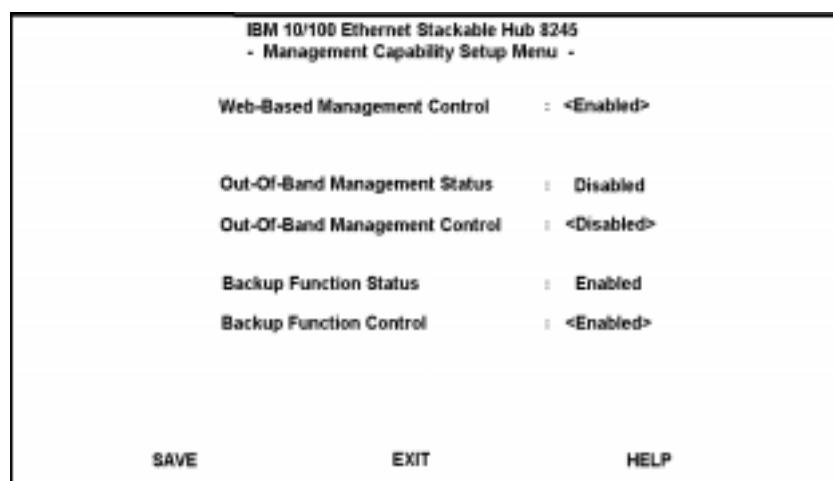 IBM 10/100 Ethernet Stackable Hub 8245
- Management Capability Setup Menu -
Web-Based Management Control : <Enabled>
Out-Of-Band Management Status : Disabled
Out-Of-Band Management Control : <Disabled>
Backup Function Status : Enabled
Backup Function Control : <Enabled>
SAVE EXIT HELP